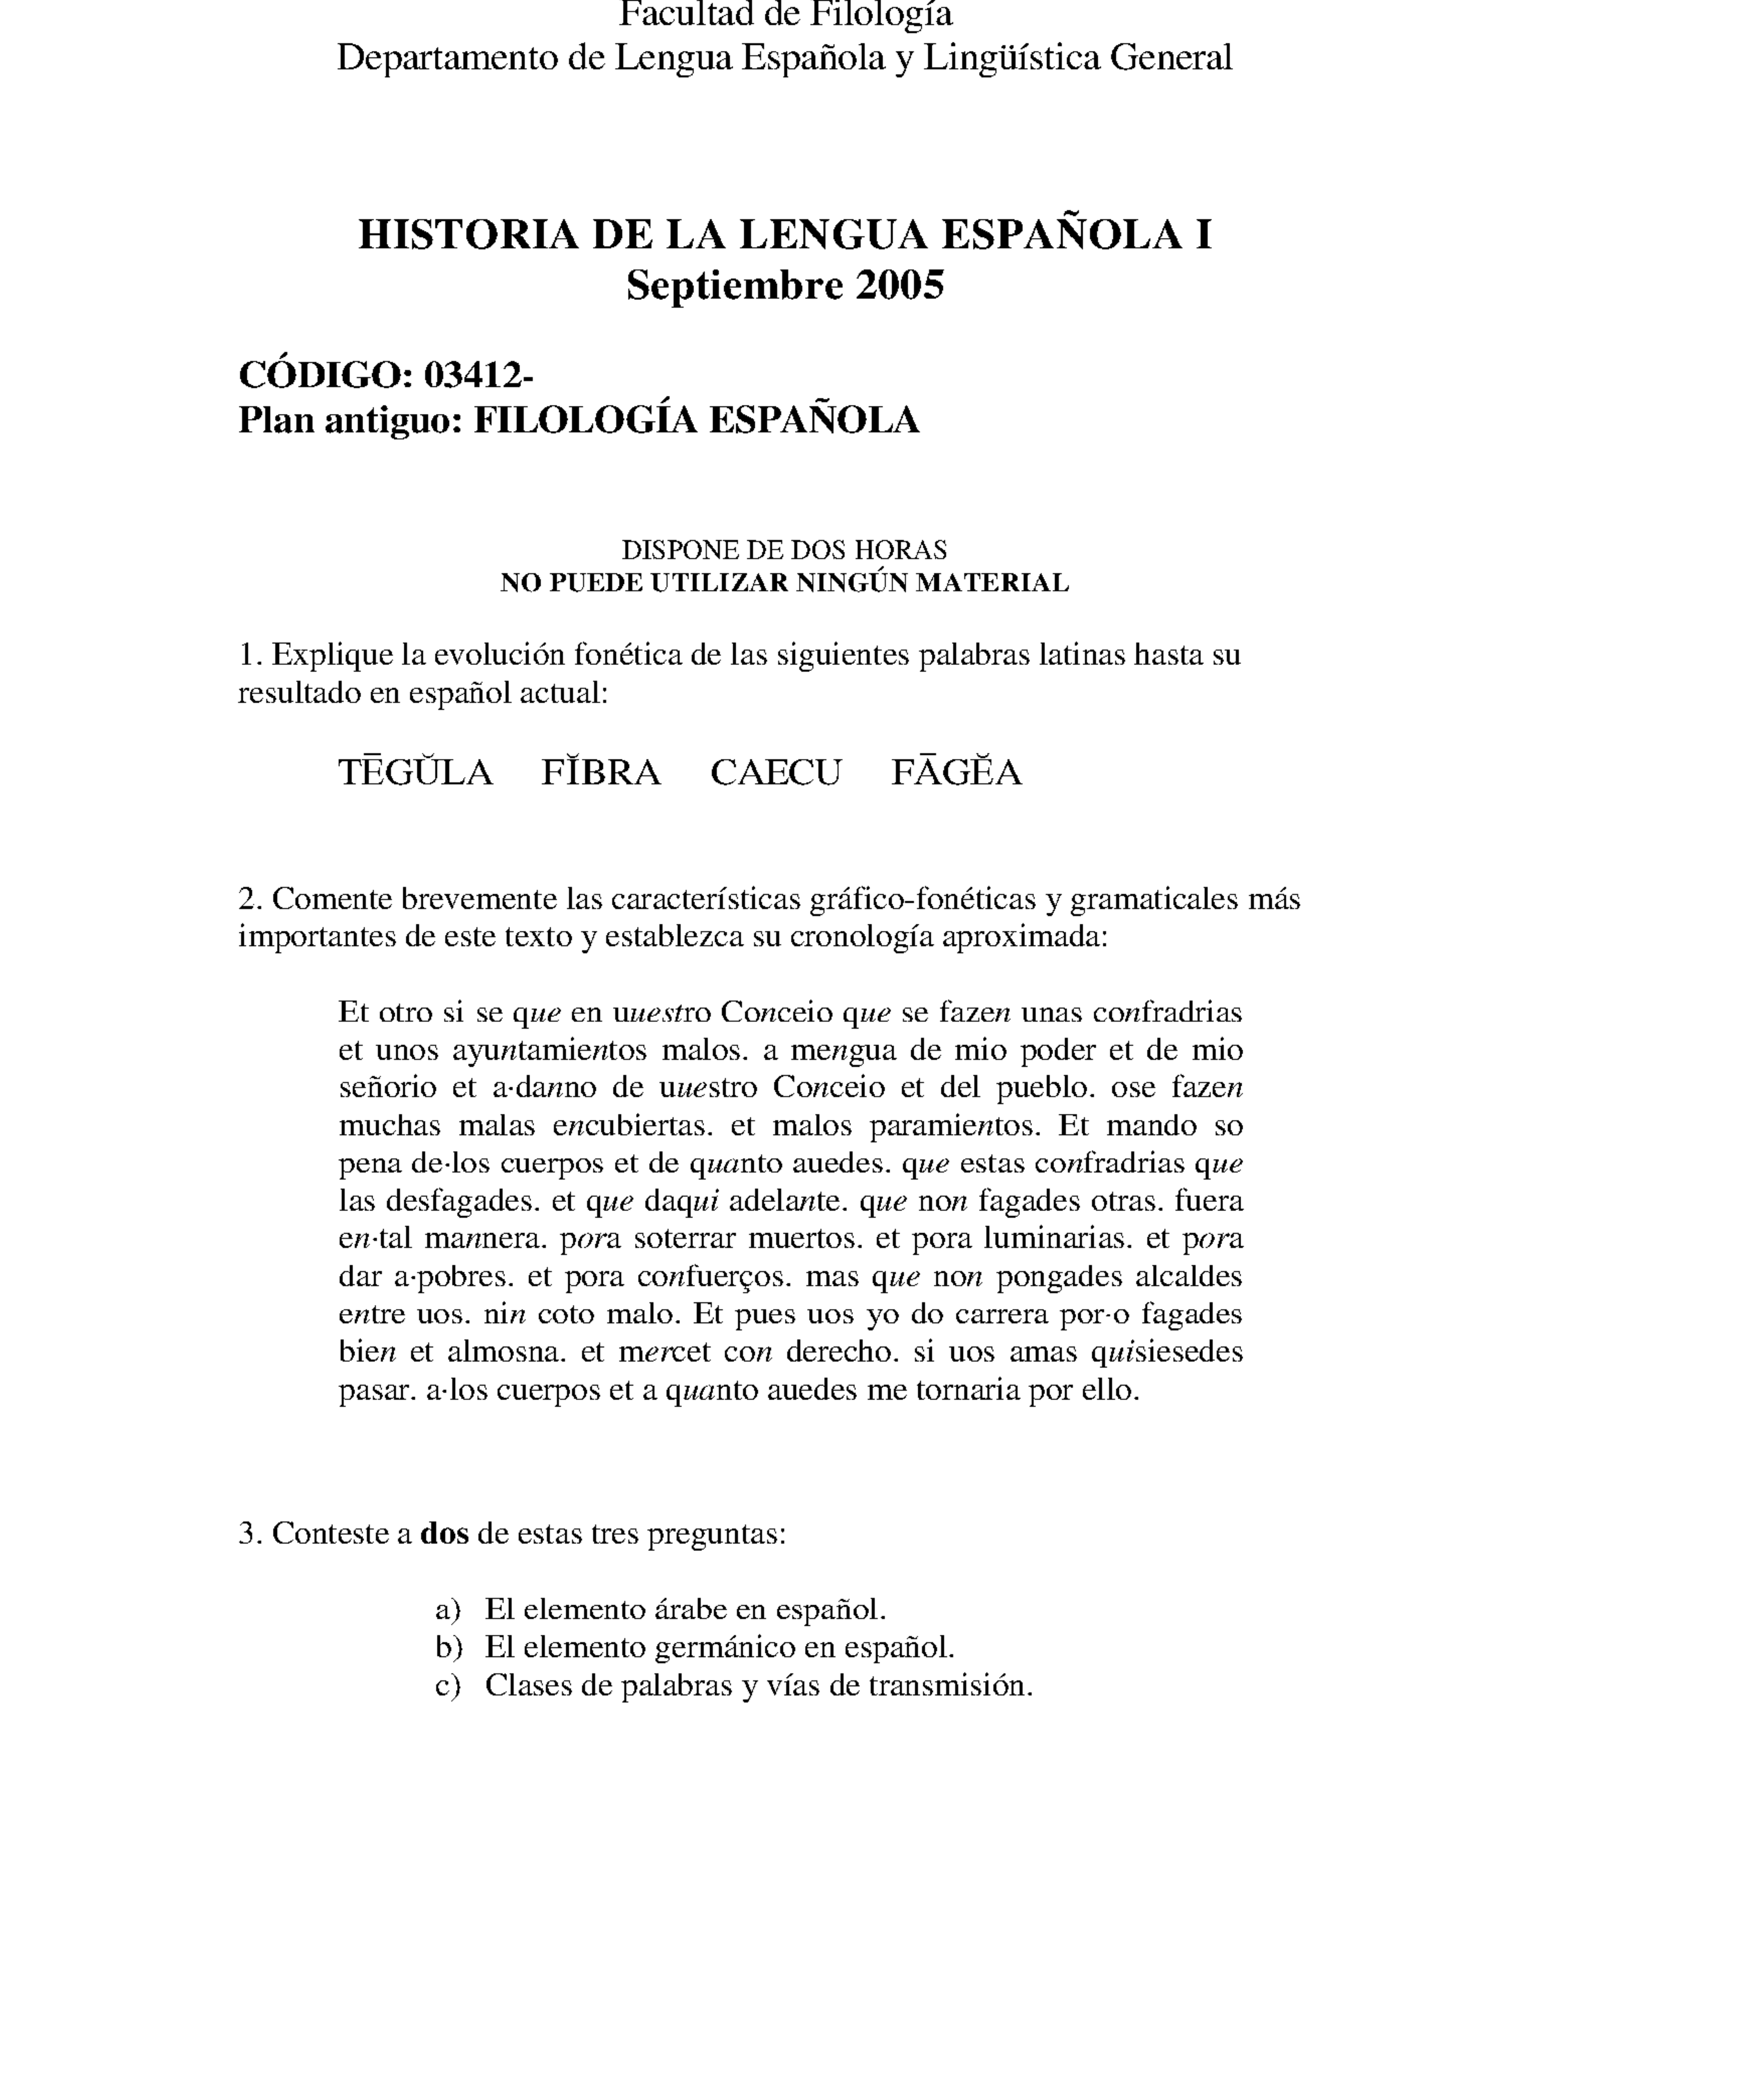 Facultad de Filología
Departamento de Lengua Española y Lingüística General
HISTORIA DE LA LENGUA ESPAÑOLA I
Septiembre 2005
CÓDIGO: 03412-
Plan antiguo: FILOLOGÍA ESPAÑOLA
DISPONE DE DOS HORAS
NO PUEDE UTILIZAR NINGÚN MATERIAL
1. Explique la evolución fonética de las siguientes palabras latinas hasta su
resultado en español actual:
TĒGŬLA FĬBRA CAECU FĀGĔA
2. Comente brevemente las características gráfico-fonéticas y gramaticales más
importantes de este texto y establezca su cronología aproximada:
Et otro si se que en uuestro Conceio que se fazen unas confradrias
et unos ayuntamientos malos. a mengua de mio poder et de mio
señorio et a·danno de uuestro Conceio et del pueblo. ose fazen
muchas malas encubiertas. et malos paramientos. Et mando so
pena de·los cuerpos et de quanto auedes. que estas confradrias que
las desfagades. et que daqui adelante. que non fagades otras. fuera
en·tal mannera. pora soterrar muertos. et pora luminarias. et pora
dar a·pobres. et pora confuerços. mas que non pongades alcaldes
entre uos. nin coto malo. Et pues uos yo do carrera por·o fagades
bien et almosna. et mercet con derecho. si uos amas quisiesedes
pasar. a·los cuerpos et a quanto auedes me tornaria por ello.
3. Conteste a dos de estas tres preguntas:
a) El elemento árabe en español.
b) El elemento germánico en español.
c) Clases de palabras y vías de transmisión.